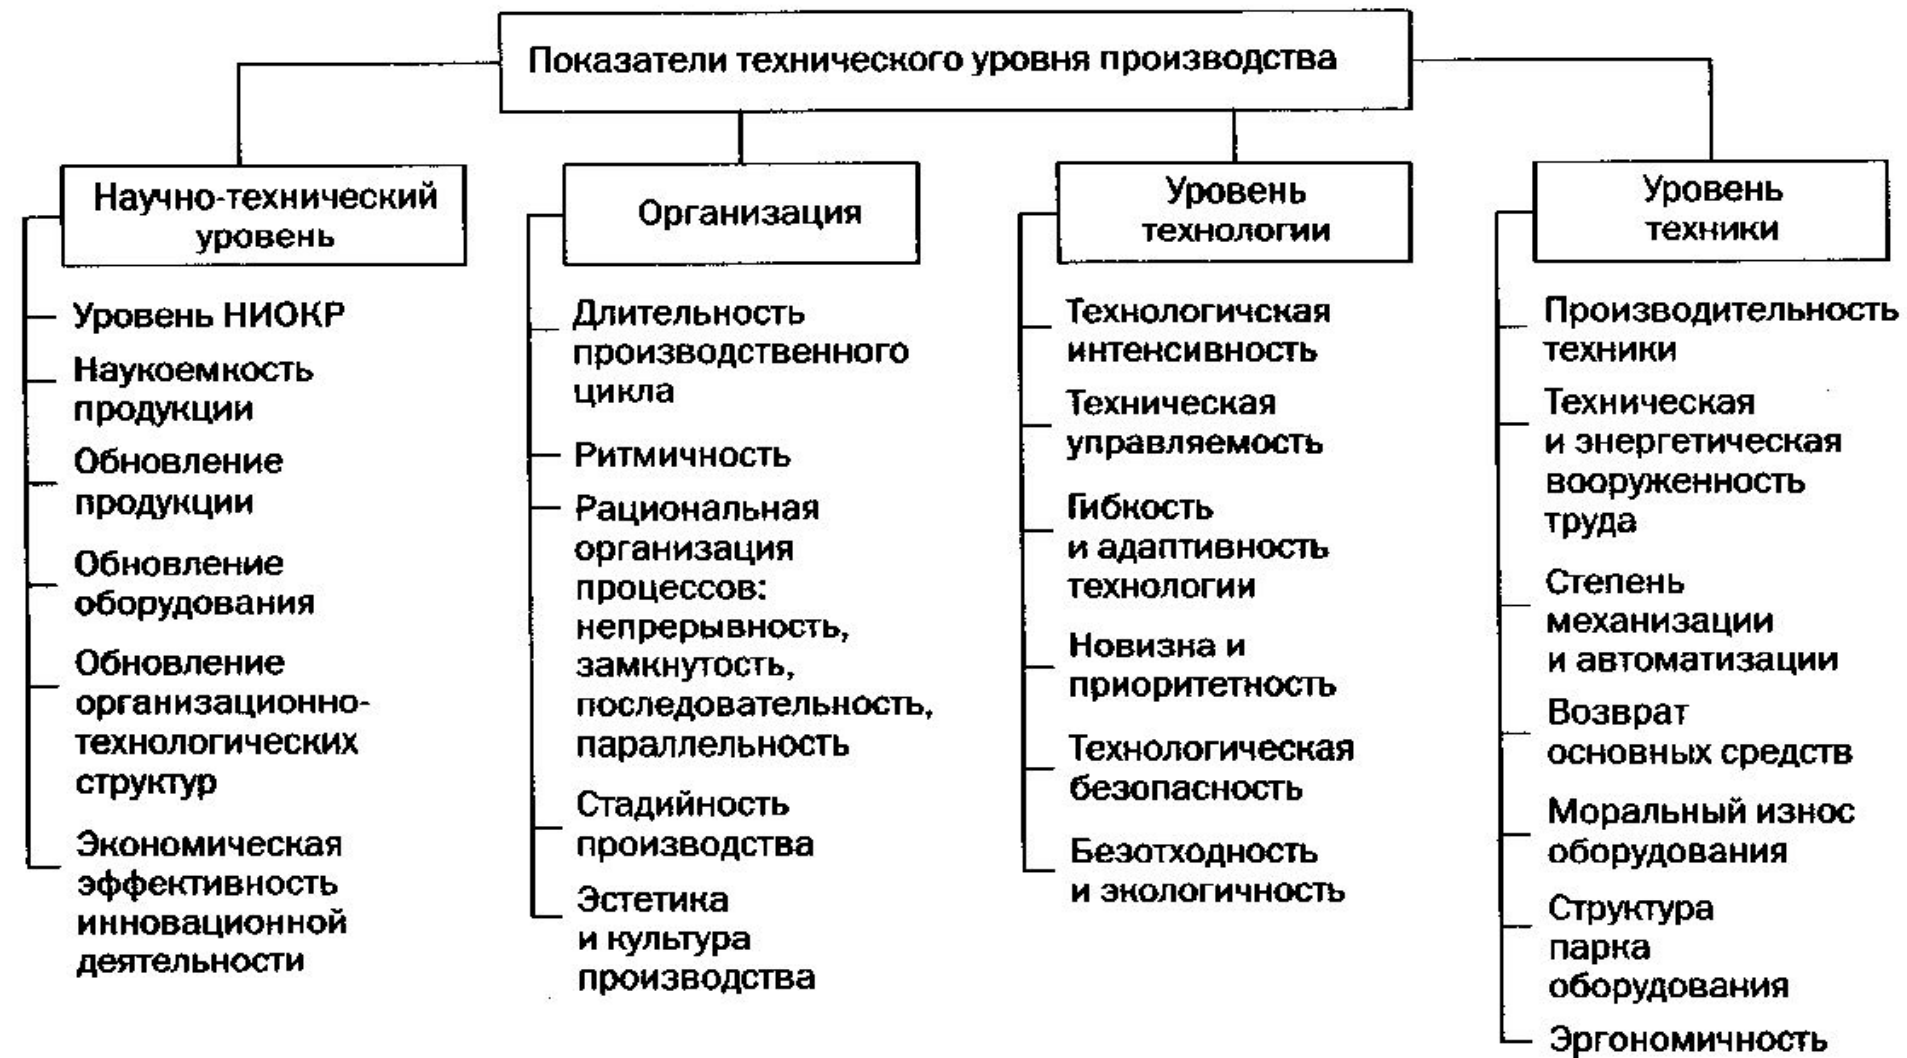 Показатели технического уровня производства
Научно-технический
уровень
Уровень НИОКР
Наукоемкость
продукции
Обновление
продукции
Обновление
оборудования
Обновление
организационно-
технологических
структур
Экономическая
эффективность
инновационной
деятельности
Организация
Длительность
производственного
цикла
Ритмичность
Рациональная
организация
процессов:
непрерывность,
замкнутость,
последовательность,
параллельность
Стадийность
производства
Эстетика
и культура
производства
Уровень
технологии
Технологичская
интенсивность
Техническая
управляемость
Гибкость
и адаптивность
технологии
Новизна и
приоритетность
Технологическая
безопасность
Безотходность
и экологичность
Уровень
техники
Производительность
техники
Техническая
и энергетическая
вооруженность
труда
Степень
механизации
и автоматизации
Возврат
основных средств
Моральный износ
оборудования
Структура
парка
оборудования
Эргономичность